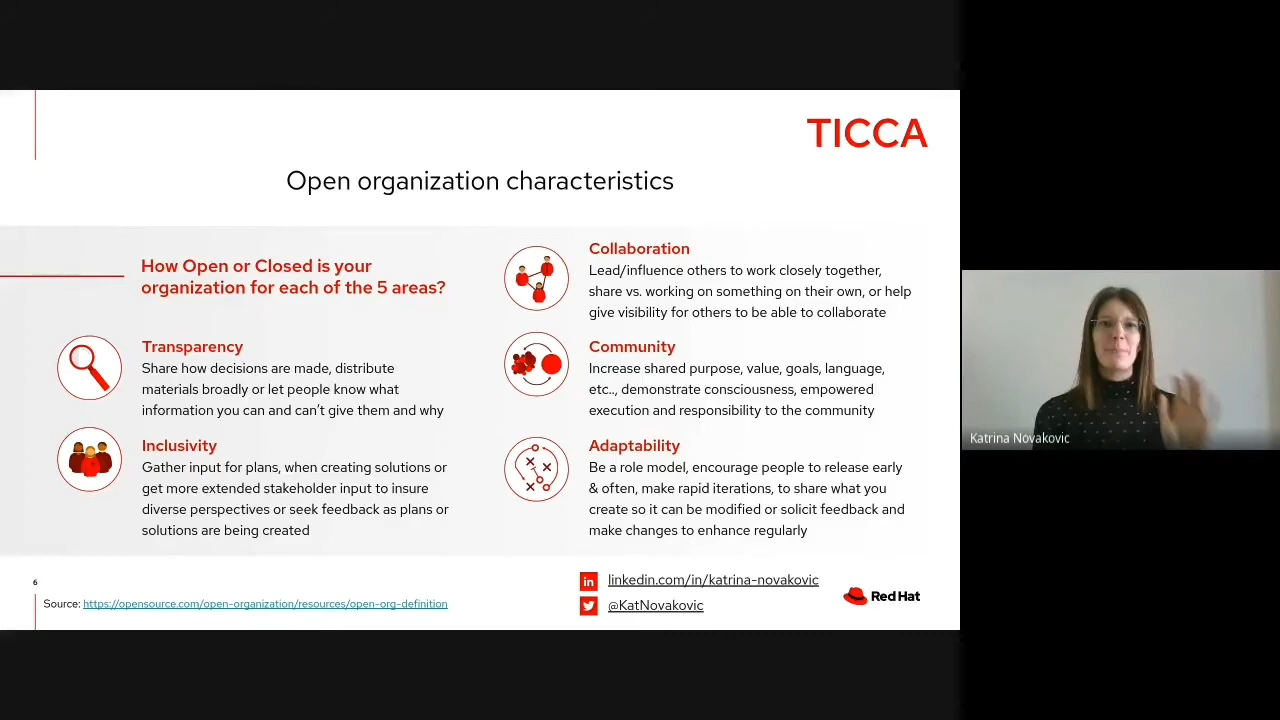 TICCA
Open organization characteristics
How Open or Closed is your
organization for each of the 5 areas?
Transparency
Share how decisions are made, distribute
materials broadly or let people know what
information you can and can't give them and why
Inclusivity
Gather input for plans, when creating solutions or
get more extended stakeholder input to insure
diverse perspectives or seek feedback as plans or
solutions are being created
Collaboration
Lead/influence others to work closely together,
share vs. working on something on their own, or help
give visibility for others to be able to collaborate
Community
Increase shared purpose, value, goals, language,
etc.., demonstrate consciousness, empowered
execution and responsibility to the community
Adaptability
Be a role model, encourage people to release early
& often, make rapid iterations, to share what you
create so it can be modified or solicit feedback and
make changes to enhance regularly
6
Source: https://opensource.com/open-organization/resources/open-org-definition
in linkedin.com/in/katrina-novakovic
@KatNovakovic
Red Hat
Katrina Novakovic